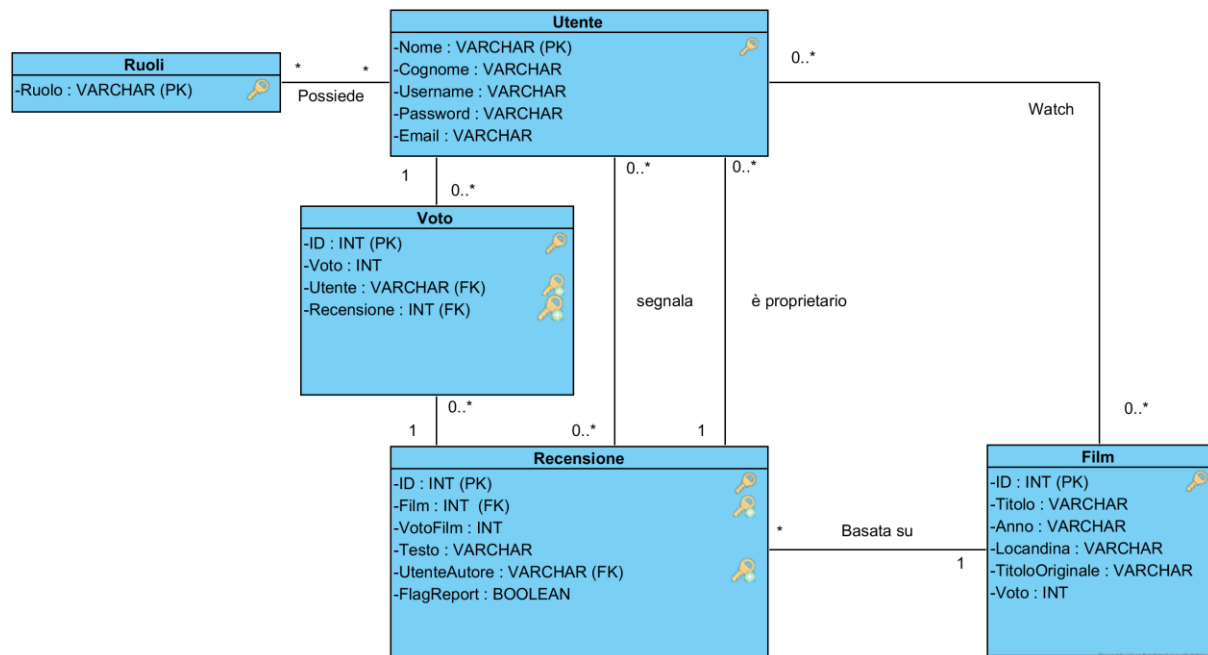 Utente
-Nome : VARCHAR (PK)
-Cognome : VARCHAR
-Username : VARCHAR
-Password : VARCHAR
-Email : VARCHAR
Ruoli
-Ruolo : VARCHAR (PK)
*
*
Possiede
0..*
Watch
0..*
1
0..*
Voto
-ID : INT (PK)
-Voto : INT
-Utente : VARCHAR (FK)
-Recensione : INT (FK)
0..*
1
0..*
segnala
0..*
0..*
è proprietario
1
Recensione
-ID : INT (PK)
-Film : INT (FK)
-VotoFilm : INT
-Testo : VARCHAR
-UtenteAutore : VARCHAR (FK)
-FlagReport : BOOLEAN
*
Basata su
1
Film
-ID : INT (PK)
-Titolo : VARCHAR
-Anno : VARCHAR
-Locandina : VARCHAR
-TitoloOriginale : VARCHAR
-Voto : INT